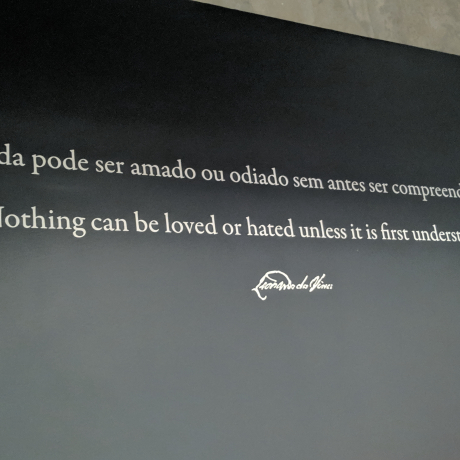 da pode ser amado ou odiado sem antes ser compreend
Nothing can be loved or hated unless it is first underst
Leonardo da Vinci